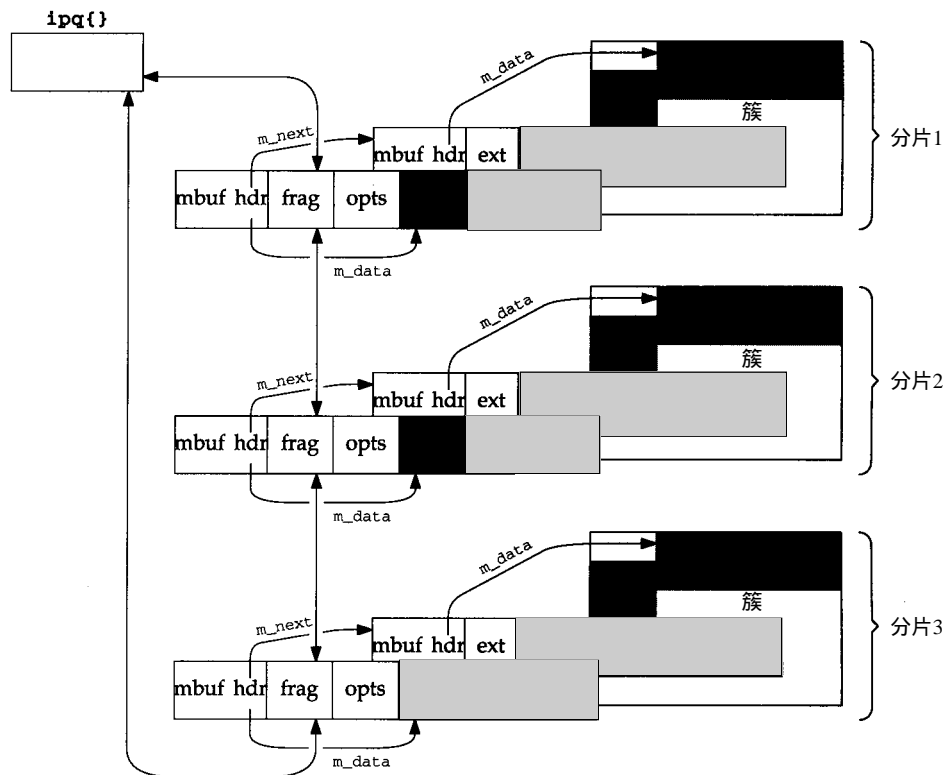 ipq{}
m_data
簇
分片1
m_next
mbuf hdr
ext
mbuf hdr
frag
opts
m_data
m_data
簇
分片2
m_next
mbuf hdr
ext
mbuf hdr
frag
opts
m_data
m_data
簇
分片3
m_next
mbuf hdr
ext
mbuf hdr
frag
opts
m_data